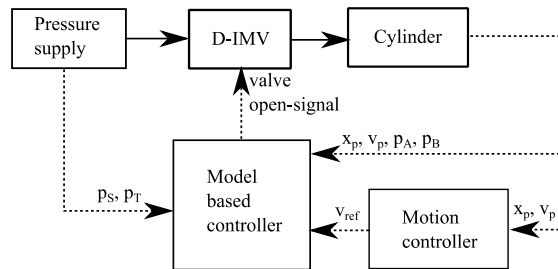 Pressure
supply
D-IMV
Cylinder
valve
open-signal
x_p, v_p, p_A, p_B
p_S, p_T
Model
based
controller
v_ref
Motion
controller
x_p, v_p